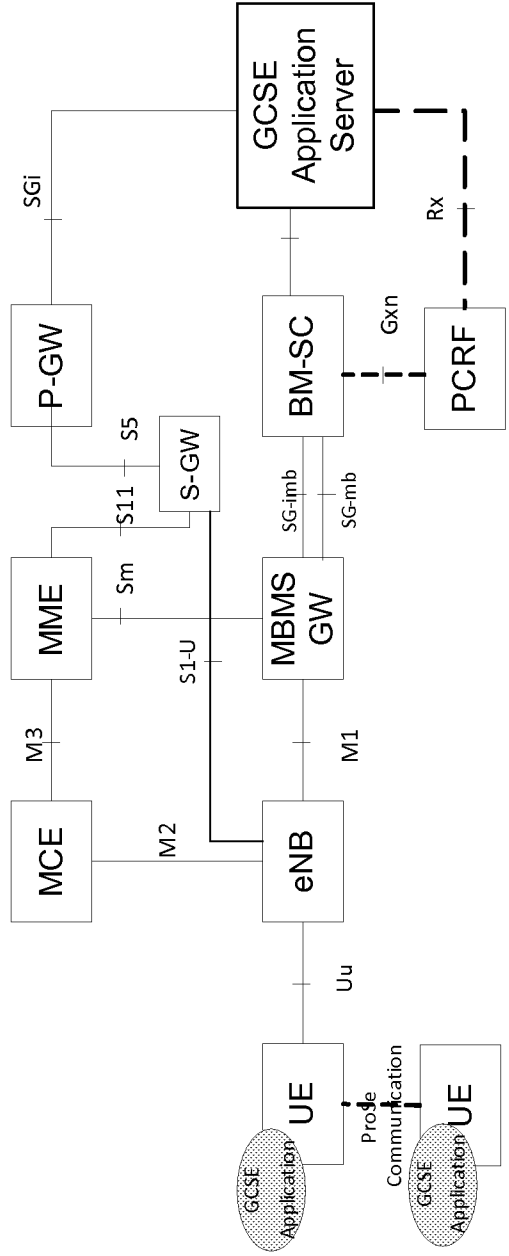 SGi
P-GW
GCSE
Application
Server
MCE
M3
MME
S11
S5
S-GW
M2
Sm
S1-U
GCSE
Application
UE
Uu
eNB
M1
MBMS
GW
SG-imb
SG-mb
BM-SC
Gxn
Rx
PCRF
ProSe
Communication
GCSE
Application
UE